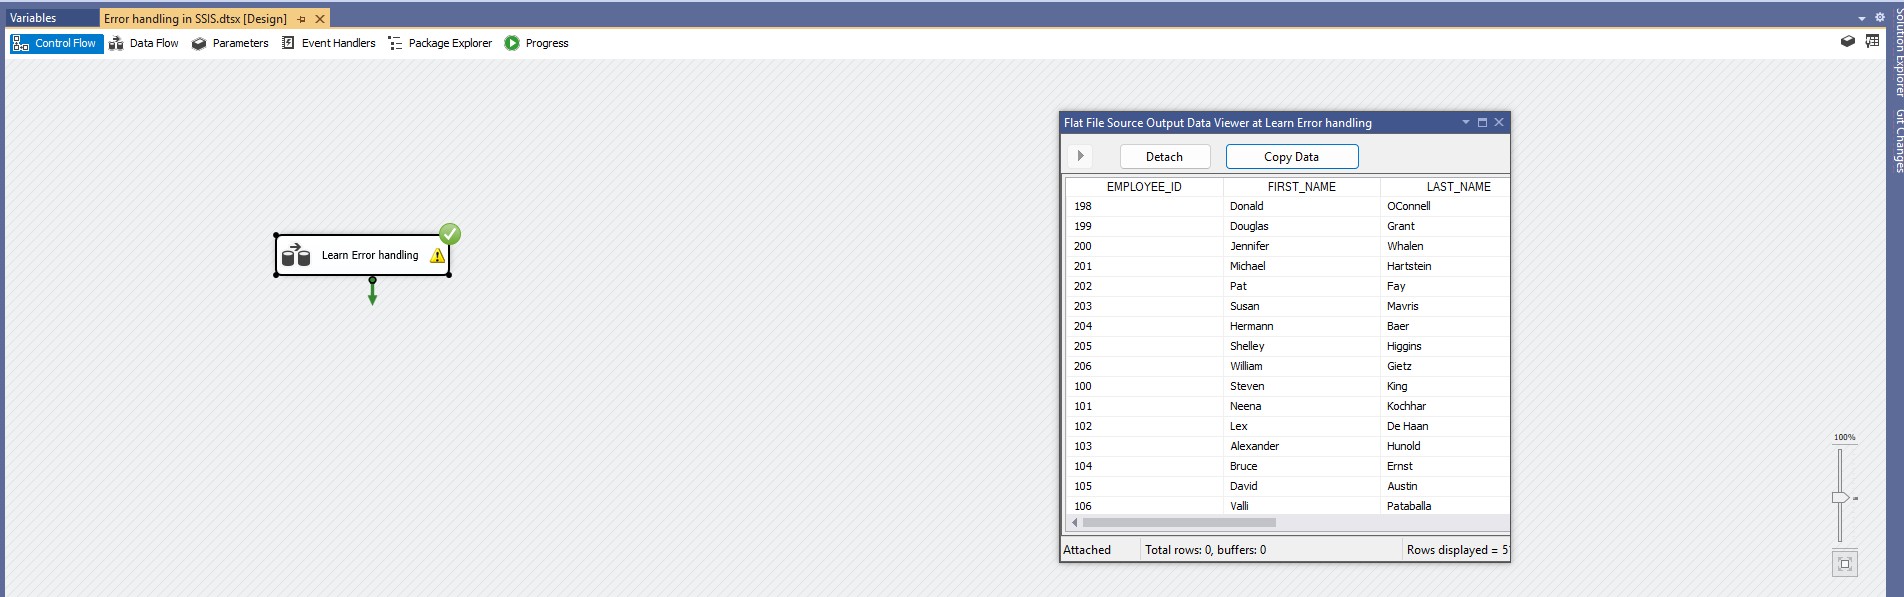 Variables
Error handling in SSIS.dtsx [Design]
Control Flow Data Flow Parameters Event Handlers Package Explorer Progress
Solution Explorer
Git Changes
Learn Error handling
Flat File Source Output Data Viewer at Learn Error handling
Detach Copy Data
EMPLOYEE_ID FIRST_NAME LAST_NAME
198 Donald OConnell
199 Douglas Grant
200 Jennifer Whalen
201 Michael Hartstein
202 Pat Fay
203 Susan Mavris
204 Hermann Baer
205 Shelley Higgins
206 William Gietz
100 Steven King
101 Neena Kochhar
102 Lex De Haan
103 Alexander Hunold
104 Bruce Ernst
105 David Austin
106 Valli Pataballa
Attached Total rows: 0, buffers: 0 Rows displayed = 5
100%